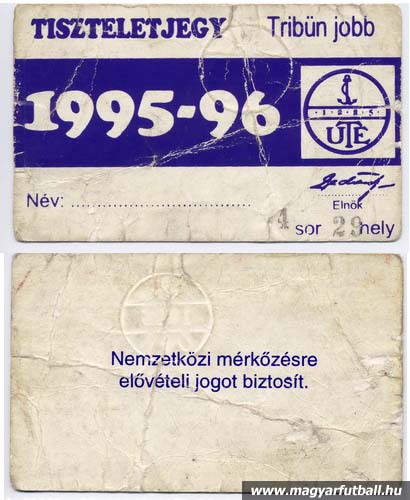 TISZTELETJEGY Tribün jobb
1995-96
·1885·
UTE
Név: ..............................
Elnök
4 sor 29 hely
Nemzetközi mérkőzésre
elővételi jogot biztosít.
www.magyarfutball.hu